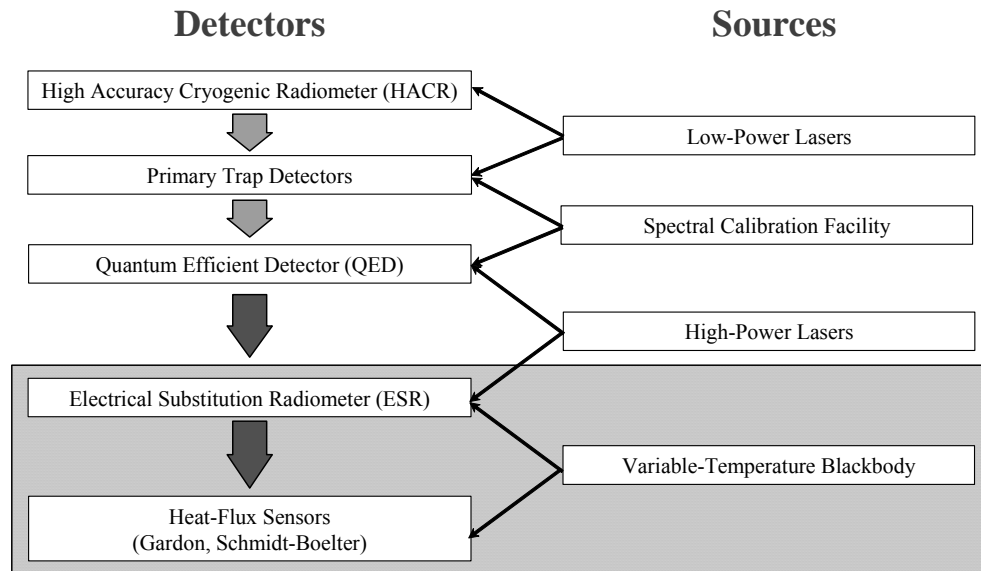 Detectors
Sources
High Accuracy Cryogenic Radiometer (HACR)
Low-Power Lasers
Primary Trap Detectors
Spectral Calibration Facility
Quantum Efficient Detector (QED)
High-Power Lasers
Electrical Substitution Radiometer (ESR)
Variable-Temperature Blackbody
Heat-Flux Sensors
(Gardon, Schmidt-Boelter)